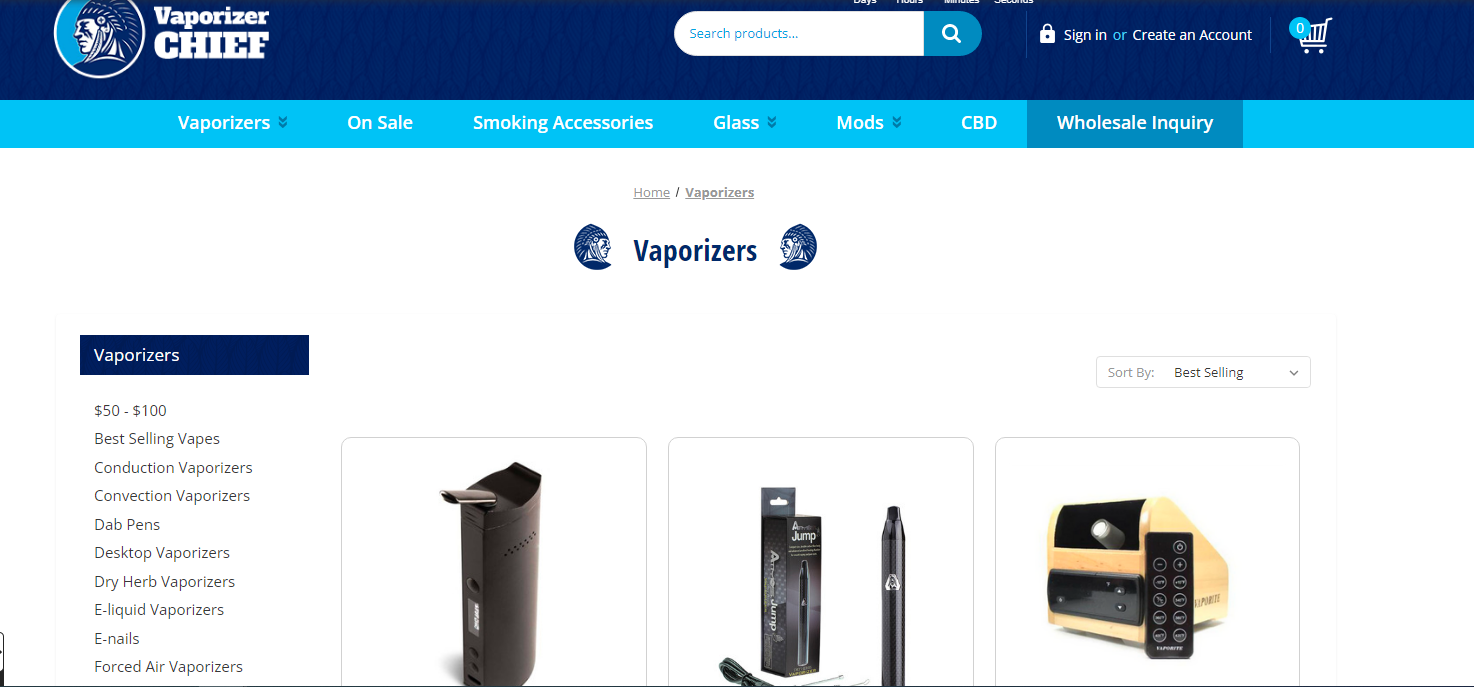 Days Hours Minutes Seconds
Vaporizer
CHIEF
Search products...
Sign in or Create an Account
0
Vaporizers On Sale Smoking Accessories Glass Mods CBD Wholesale Inquiry
Home / Vaporizers
Vaporizers
Vaporizers
Sort By: Best Selling
$50 - $100
Best Selling Vapes
Conduction Vaporizers
Convection Vaporizers
Dab Pens
Desktop Vaporizers
Dry Herb Vaporizers
E-liquid Vaporizers
E-nails
Forced Air Vaporizers
Jump
Jump
VAPORITE
VAPORITE